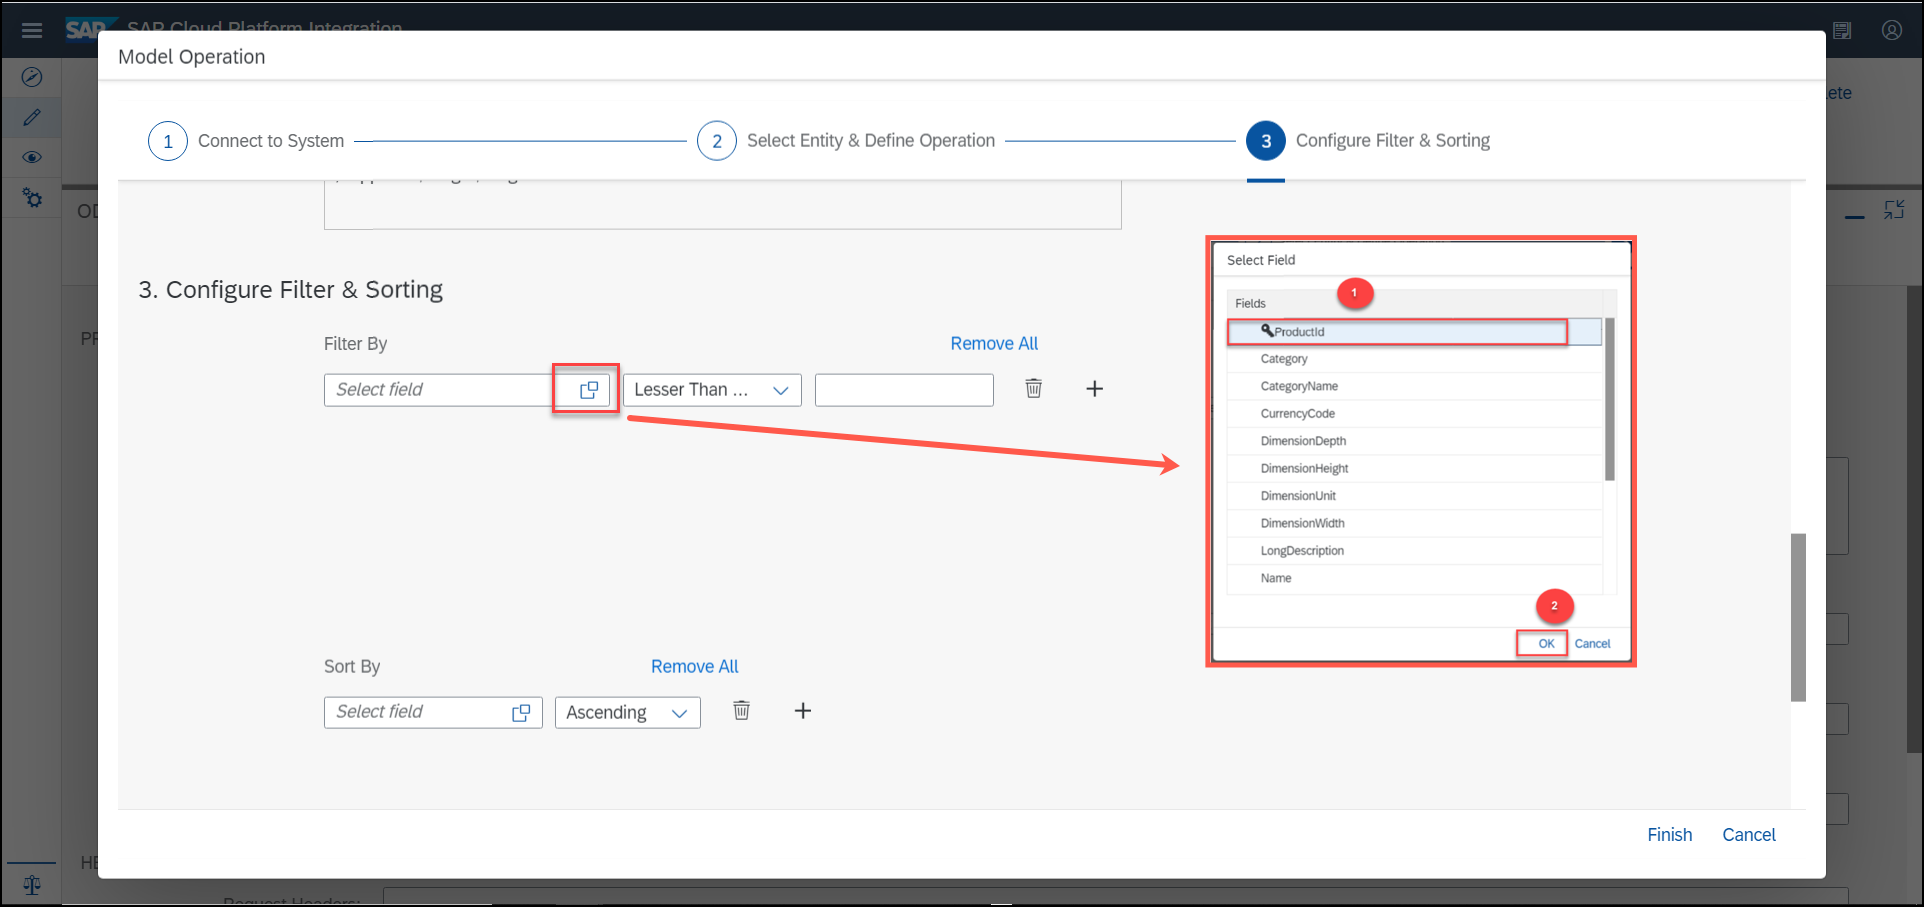 SAP SAP Cloud Platform Integration
Model Operation
1 Connect to System
2 Select Entity & Define Operation
3 Configure Filter & Sorting
3. Configure Filter & Sorting
Filter By
Remove All
Select field
Lesser Than ...
Sort By
Remove All
Select field
Ascending
Select Field
Fields
1
ProductId
Category
CategoryName
CurrencyCode
DimensionDepth
DimensionHeight
DimensionUnit
DimensionWidth
LongDescription
Name
2
OK
Cancel
Finish
Cancel
Request Headers: